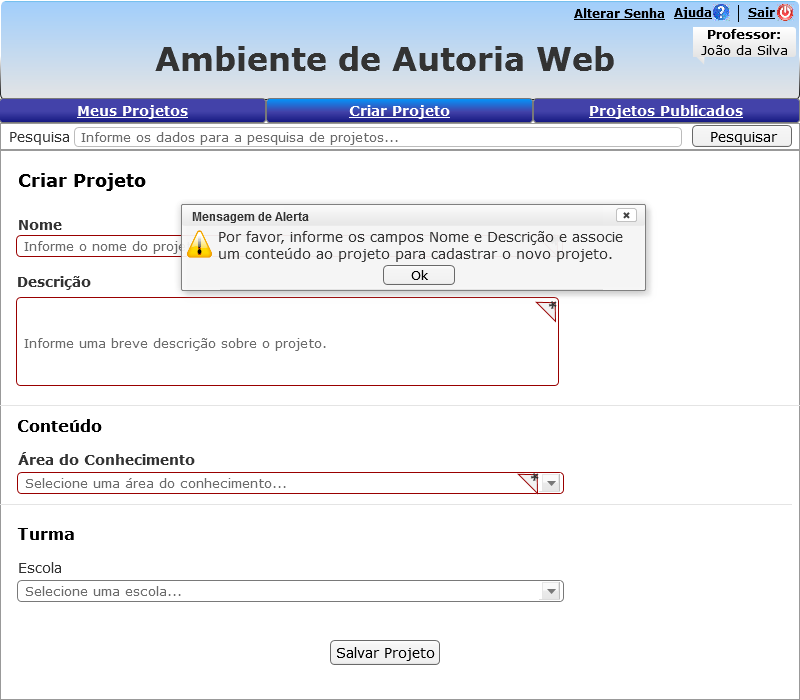 Alterar Senha Ajuda? | Sair
Professor:
João da Silva
Ambiente de Autoria Web
Meus Projetos Criar Projeto Projetos Publicados
Pesquisa Informe os dados para a pesquisa de projetos... Pesquisar
Criar Projeto
Mensagem de Alerta
Por favor, informe os campos Nome e Descrição e associe
um conteúdo ao projeto para cadastrar o novo projeto.
Ok
Nome
Informe o nome do proje
Descrição
*
Informe uma breve descrição sobre o projeto.
Conteúdo
Área do Conhecimento
Selecione uma área do conhecimento... *
Turma
Escola
Selecione uma escola...
Salvar Projeto